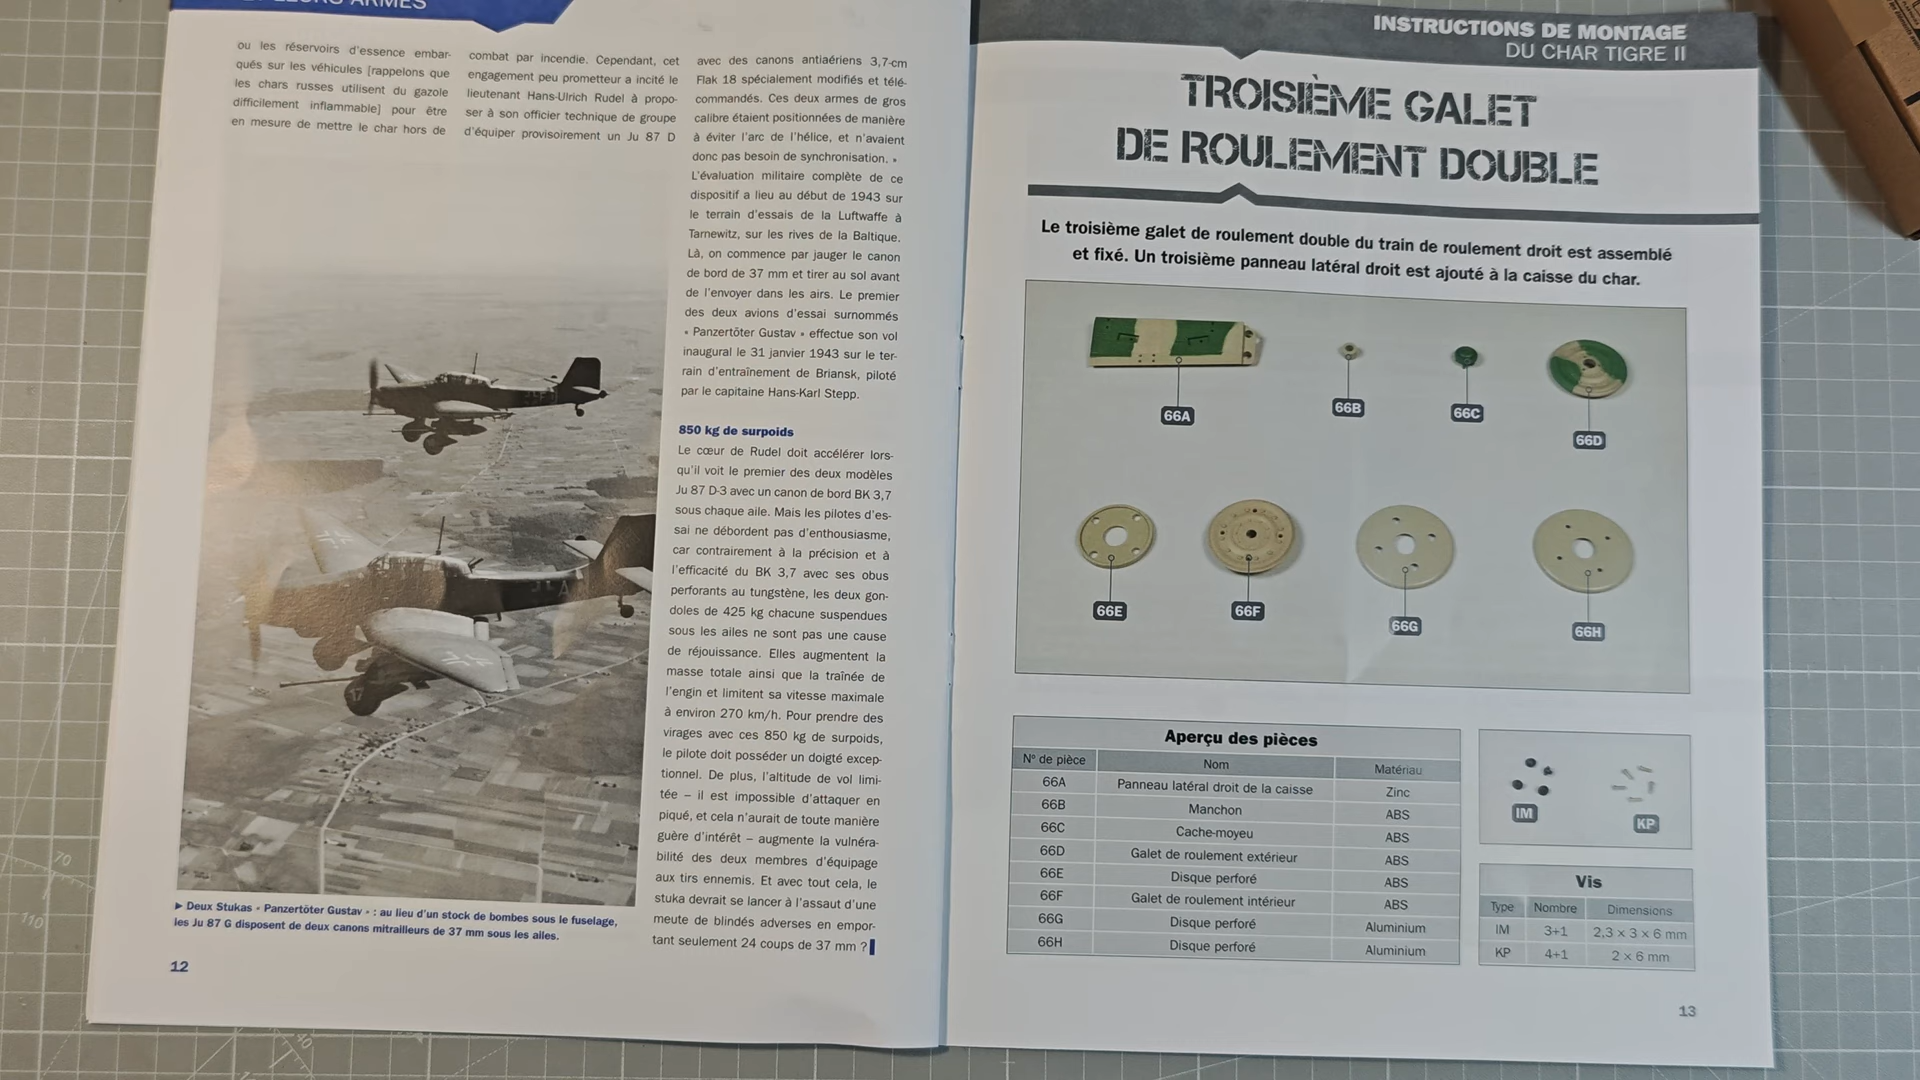 LEURS ARMES
ou les réservoirs d'essence embar-
qués sur les véhicules [rappelons que
les chars russes utilisent du gazole
difficilement inflammable] pour être
en mesure de mettre le char hors de
combat par incendie. Cependant, cet
engagement peu prometteur a incité le
lieutenant Hans-Ulrich Rudel à propo-
ser à son officier technique de groupe
d'équiper provisoirement un Ju 87 D
avec des canons antiaériens 3,7-cm
Flak 18 spécialement modifiés et télé-
commandés. Ces deux armes de gros
calibre étaient positionnées de manière
à éviter l'arc de l'hélice, et n'avaient
donc pas besoin de synchronisation. »
L'évaluation militaire complète de ce
dispositif a lieu au début de 1943 sur
le terrain d'essais de la Luftwaffe à
Tarnewitz, sur les rives de la Baltique.
Là, on commence par jauger le canon
de bord de 37 mm et tirer au sol avant
de l'envoyer dans les airs. Le premier
des deux avions d'essai surnommés
« Panzertöter Gustav » effectue son vol
inaugural le 31 janvier 1943 sur le ter-
rain d'entraînement de Briansk, piloté
par le capitaine Hans-Karl Stepp.
850 kg de surpoids
Le cœur de Rudel doit accélérer lors-
qu'il voit le premier des deux modèles
Ju 87 D-3 avec un canon de bord BK 3,7
sous chaque aile. Mais les pilotes d'es-
sai ne débordent pas d'enthousiasme,
car contrairement à la précision et à
l'efficacité du BK 3,7 avec ses obus
perforants au tungstène, les deux gon-
doles de 425 kg chacune suspendues
sous les ailes ne sont pas une cause
de réjouissance. Elles augmentent la
masse totale ainsi que la traînée de
l'engin et limitent sa vitesse maximale
à environ 270 km/h. Pour prendre des
virages avec ces 850 kg de surpoids,
le pilote doit posséder un doigté excep-
tionnel. De plus, l'altitude de vol limi-
tée – il est impossible d'attaquer en
piqué, et cela n'aurait de toute manière
guère d'intérêt – augmente la vulnéra-
bilité des deux membres d'équipage
aux tirs ennemis. Et avec tout cela, le
stuka devrait se lancer à l'assaut d'une
meute de blindés adverses en empor-
tant seulement 24 coups de 37 mm ?
► Deux Stukas « Panzertöter Gustav » : au lieu d'un stock de bombes sous le fuselage,
les Ju 87 G disposent de deux canons mitrailleurs de 37 mm sous les ailes.
12
INSTRUCTIONS DE MONTAGE
DU CHAR TIGRE II
TROISIÈME GALET
DE ROULEMENT DOUBLE
Le troisième galet de roulement double du train de roulement droit est assemblé
et fixé. Un troisième panneau latéral droit est ajouté à la caisse du char.
66A 66B 66C 66D
66E 66F 66G 66H
Aperçu des pièces
N° de pièce Nom Matériau
66A Panneau latéral droit de la caisse Zinc
66B Manchon ABS
66C Cache-moyeu ABS
66D Galet de roulement extérieur ABS
66E Disque perforé ABS
66F Galet de roulement intérieur ABS
66G Disque perforé Aluminium
66H Disque perforé Aluminium
IM KP
Vis
Type Nombre Dimensions
IM 3+1 2,3 x 3 x 6 mm
KP 4+1 2 x 6 mm
13
70
110
40